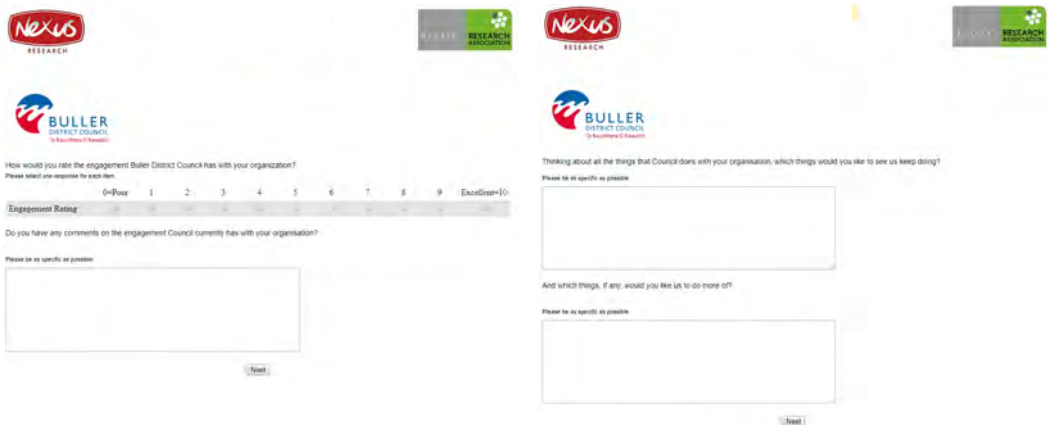 Nexus
RESEARCH
RESEARCH
ASSOCIATION
BULLER
DISTRICT COUNCIL
How would you rate the engagement Buller District Council has with your organization?
Please select one response for each item
0=Poor 1 2 3 4 5 6 7 8 9 Excellent=10
Engagement Rating
Do you have any comments on the engagement Council currently has with your organisation?
Please be as specific as possible
Next
Nexus
RESEARCH
RESEARCH
ASSOCIATION
BULLER
DISTRICT COUNCIL
Thinking about all the things that Council does with your organisation, which things would you like to see us keep doing?
Please be as specific as possible
And which things, if any, would you like us to do more of?
Please be as specific as possible
Next